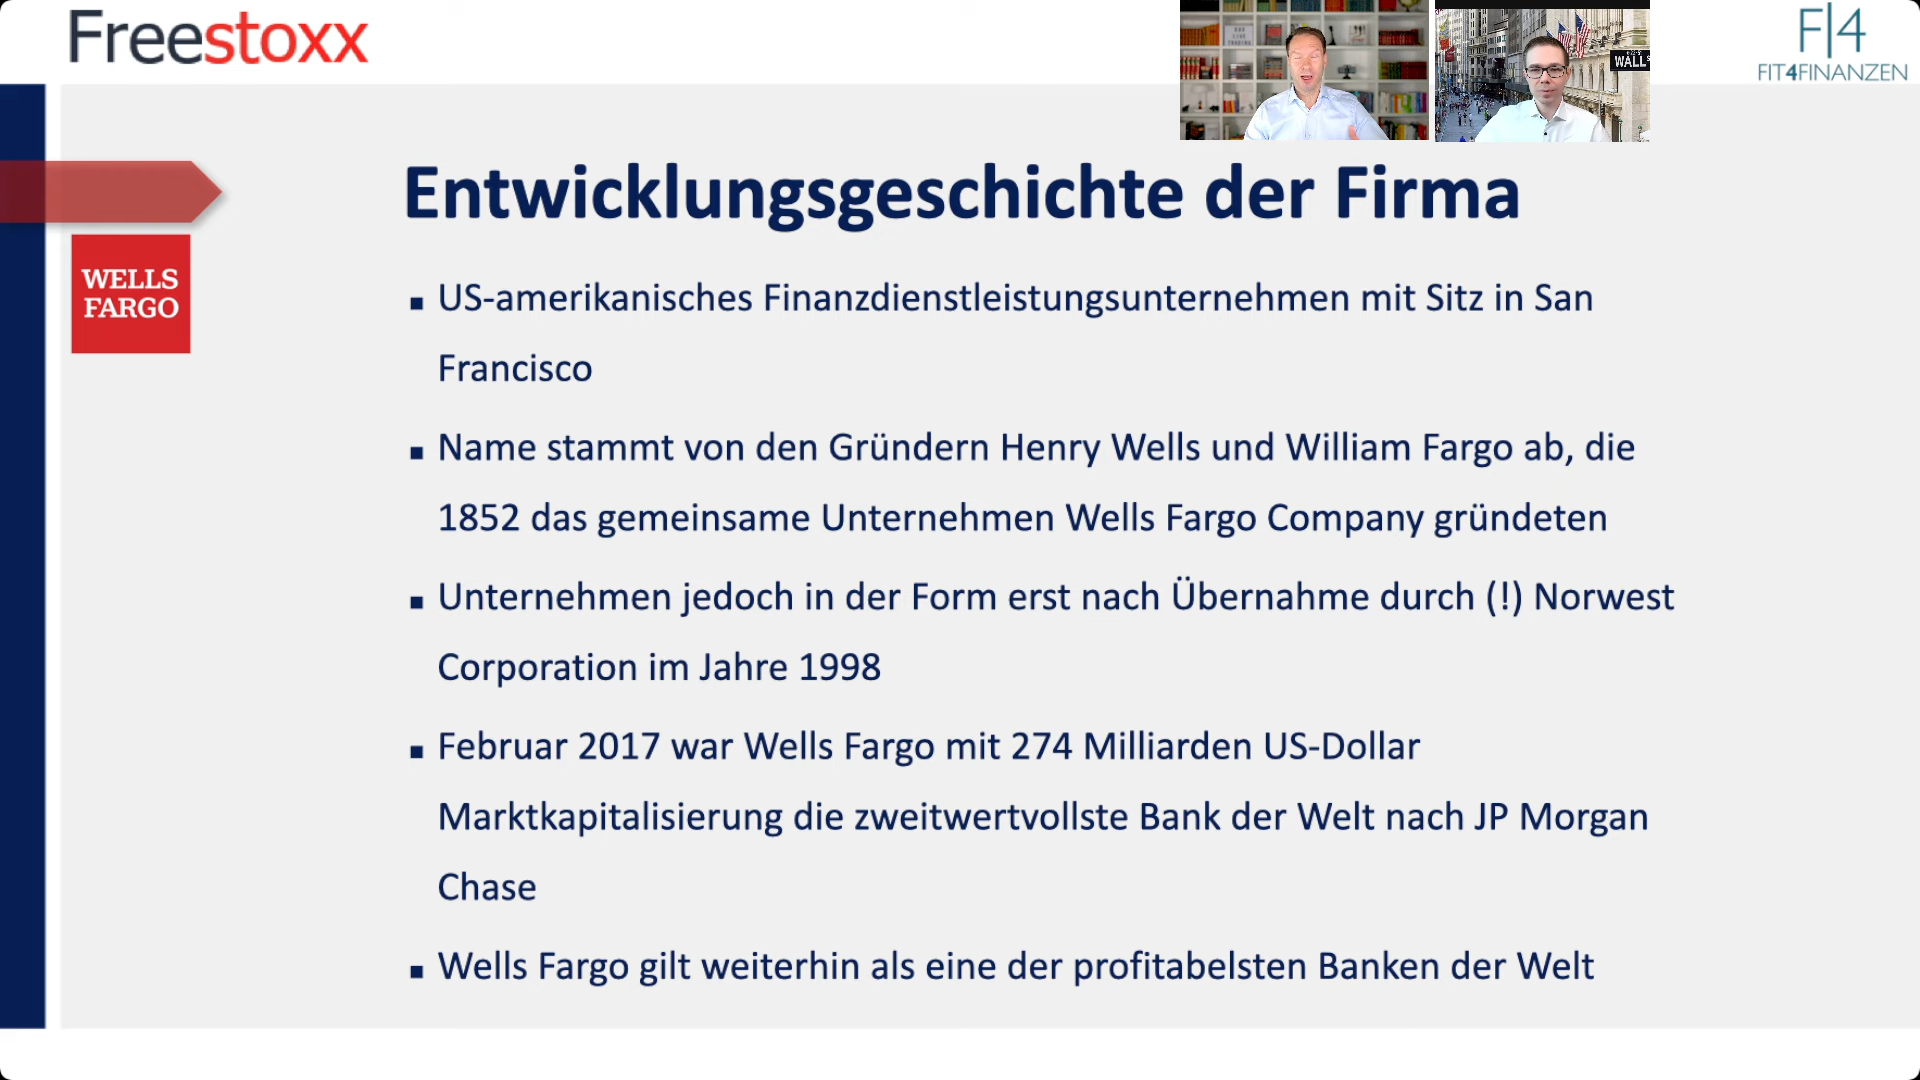 Freestoxx
WALL
F|4
FIT4FINANZEN
Entwicklungsgeschichte der Firma
WELLS
FARGO
▪ US-amerikanisches Finanzdienstleistungsunternehmen mit Sitz in San
Francisco
▪ Name stammt von den Gründern Henry Wells und William Fargo ab, die
1852 das gemeinsame Unternehmen Wells Fargo Company gründeten
▪ Unternehmen jedoch in der Form erst nach Übernahme durch (!) Norwest
Corporation im Jahre 1998
▪ Februar 2017 war Wells Fargo mit 274 Milliarden US-Dollar
Marktkapitalisierung die zweitwertvollste Bank der Welt nach JP Morgan
Chase
▪ Wells Fargo gilt weiterhin als eine der profitabelsten Banken der Welt